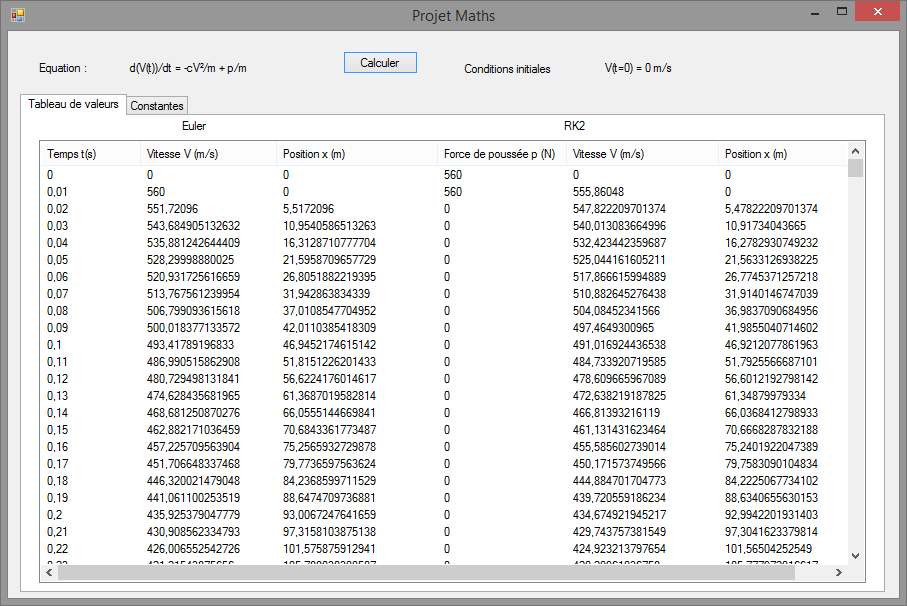 Projet Maths
Equation : d(V(t))/dt = -cV²/m + p/m Calculer Conditions initiales V(t=0) = 0 m/s
Tableau de valeurs Constantes
Euler RK2
Temps t(s) Vitesse V (m/s) Position x (m) Force de poussée p (N) Vitesse V (m/s) Position x (m)
0 0 0 560 0 0
0,01 560 0 560 555,86048 0
0,02 551,72096 5,5172096 0 547,822209701374 5,47822209701374
0,03 543,684905132632 10,9540586513263 0 540,013083664996 10,91734043665
0,04 535,881242644409 16,3128710777704 0 532,423442359687 16,2782930749232
0,05 528,29998880025 21,5958709657729 0 525,044161605211 21,5633126938225
0,06 520,931725616659 26,8051882219395 0 517,866615994889 26,7745371257218
0,07 513,767561239954 31,942863834339 0 510,882645276438 31,9140146747039
0,08 506,799093615618 37,0108547704952 0 504,08452341566 36,9837090684956
0,09 500,018377133572 42,0110385418309 0 497,4649300965 41,9855040714602
0,1 493,41789196833 46,9452174615142 0 491,016924436538 46,9212077861963
0,11 486,990515862908 51,8151226201433 0 484,733920719585 51,7925566687101
0,12 480,729498131841 56,6224176014617 0 478,609665967089 56,6012192798142
0,13 474,628435681965 61,3687019582814 0 472,638219187825 61,34879979334
0,14 468,681250870276 66,0555144669841 0 466,81393216119 66,0368412798933
0,15 462,882171036459 70,6843361773487 0 461,131431623464 70,6668287832188
0,16 457,225709563904 75,2565932729878 0 455,585602739014 75,2401922047389
0,17 451,706648337468 79,7736597563624 0 450,171573749566 79,7583090104834
0,18 446,320021479048 84,2368599711529 0 444,884701704773 84,2225067734102
0,19 441,061100253519 88,6474709736881 0 439,720559186234 88,6340655630153
0,2 435,925379047779 93,0067247641659 0 434,674921945217 92,9942201931403
0,21 430,908562334793 97,3158103875138 0 429,743757381549 97,3041623379814
0,22 426,006552542726 101,575875912941 0 424,923213797654 101,56504252549